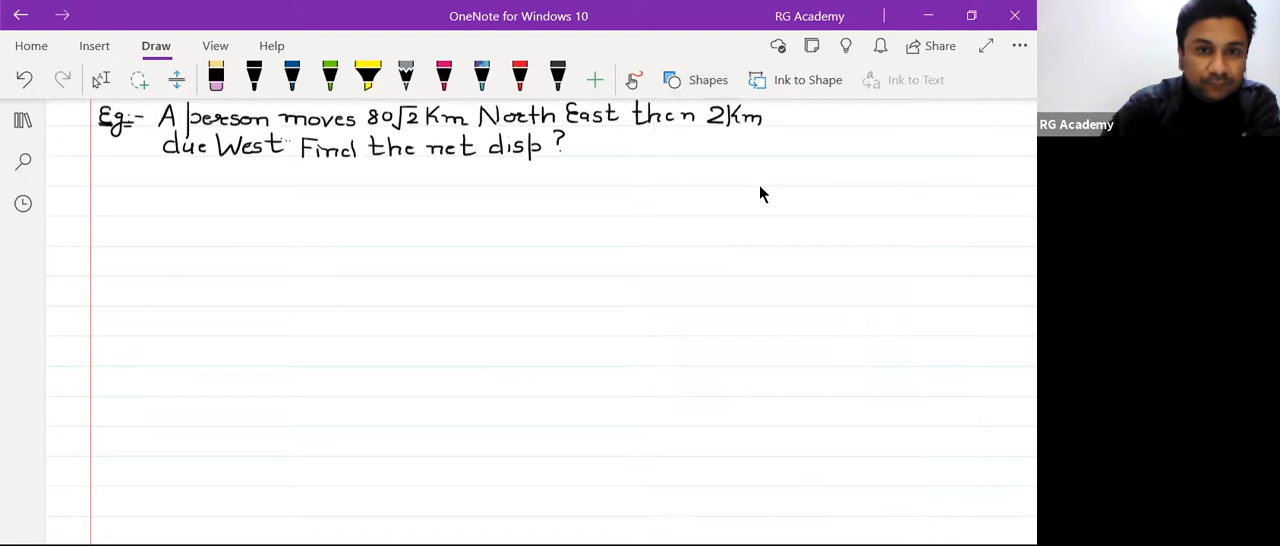 OneNote for Windows 10
RG Academy
Home Insert Draw View Help
Share
Shapes
Ink to Shape
Ink to Text
RG Academy
Eg:- A person moves 80√2 Km North East then 2Km
due West.. Find the net disp ?